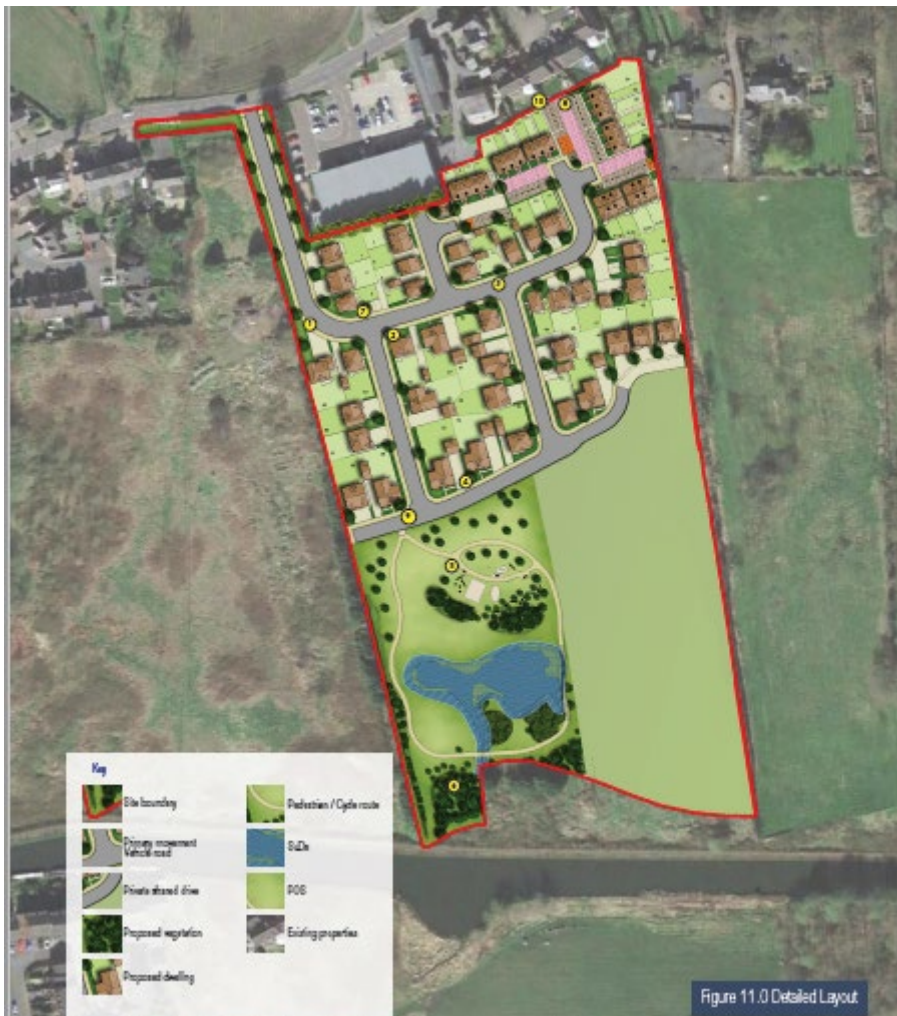 Key
Site boundary
Primary movement
Vehicle road
Private shared drive
Proposed vegetation
Proposed dwelling
Pedestrian / Cycle route
SuDs
POS
Existing properties
Figure 11.0 Detailed Layout